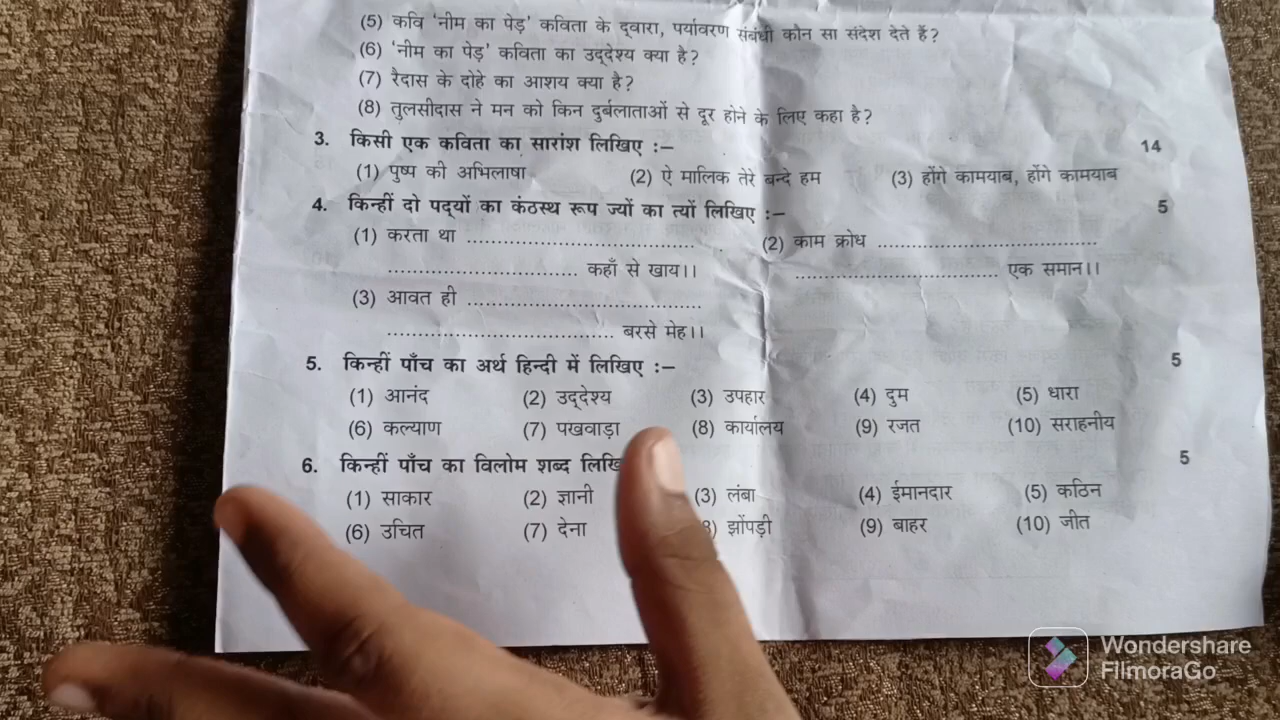 (5) कवि 'नीम का पेड़' कविता के द्वारा, पर्यावरण संबंधी कौन सा संदेश देते हैं?
(6) 'नीम का पेड़' कविता का उद्देश्य क्या है?
(7) रैदास के दोहे का आशय क्या है?
(8) तुलसीदास ने मन को किन दुर्बलाताओं से दूर होने के लिए कहा है?
3. किसी एक कविता का सारांश लिखिए :– 14
(1) पुष्प की अभिलाषा (2) ऐ मालिक तेरे बन्दे हम (3) होंगे कामयाब, होंगे कामयाब
4. किन्हीं दो पद्यों का कंठस्थ रूप ज्यों का त्यों लिखिए :– 5
(1) करता था ...................................... (2) काम क्रोध .....................................
................................ कहाँ से खाय।। .................................. एक समान।।
(3) आवत ही .......................................
...................................... बरसे मेह।।
5. किन्हीं पाँच का अर्थ हिन्दी में लिखिए :– 5
(1) आनंद (2) उद्देश्य (3) उपहार (4) दुम (5) धारा
(6) कल्याण (7) पखवाड़ा (8) कार्यालय (9) रजत (10) सराहनीय
6. किन्हीं पाँच का विलोम शब्द 5
(1) साकार (2) ज्ञानी (3) लंबा (4) ईमानदार (5) कठिन
(6) उचित (7) देना 8) झोंपड़ी (9) बाहर (10) जीत
Wondershare
FilmoraGo